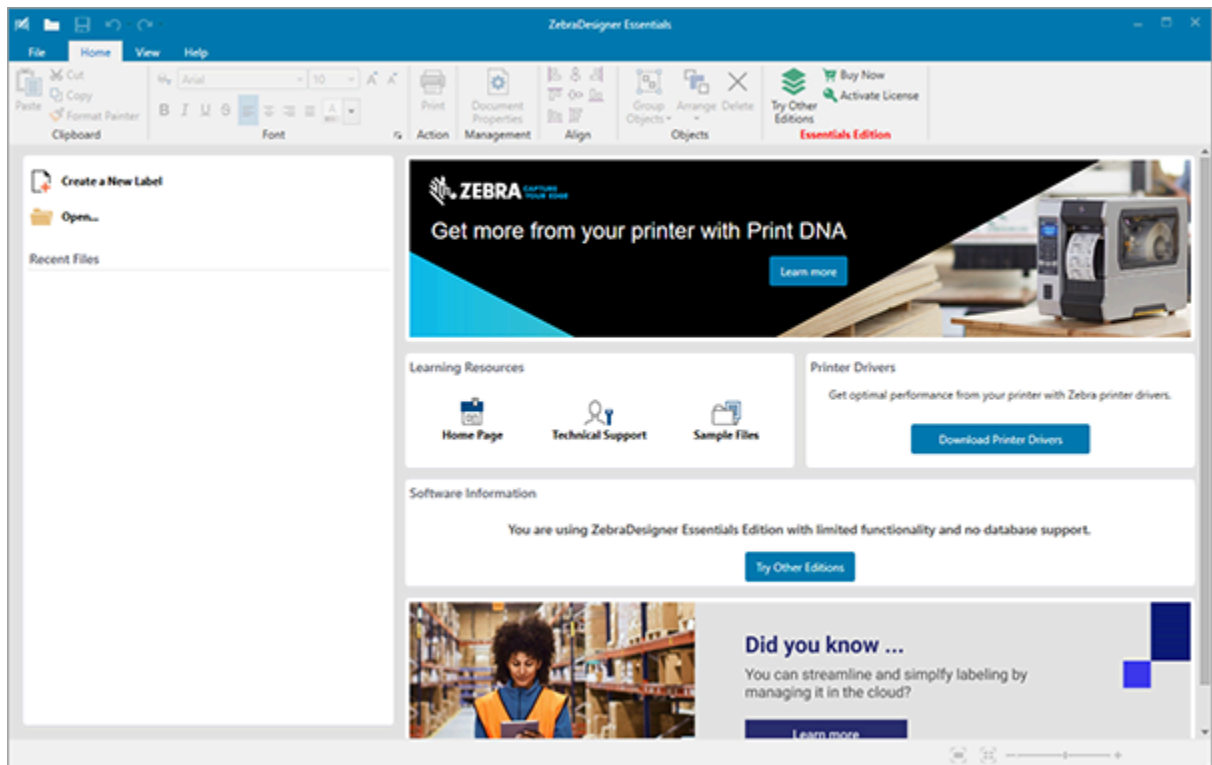 ZebraDesigner Essentials
File Home View Help
Paste
Cut
Copy
Format Painter
Clipboard
Arial 10
B I U S
Font
Print
Action
Document
Properties
Management
Align
Group
Objects
Arrange
Delete
Objects
Try Other
Editions
Buy Now
Activate License
Essentials Edition
Create a New Label
Open...
Recent Files
ZEBRA CAPTURE
YOUR EDGE
Get more from your printer with Print DNA
Learn more
Learning Resources
Home Page
Technical Support
Sample Files
Printer Drivers
Get optimal performance from your printer with Zebra printer drivers.
Download Printer Drivers
Software Information
You are using ZebraDesigner Essentials Edition with limited functionality and no database support.
Try Other Editions
Did you know ...
You can streamline and simplfy labeling by
managing it in the cloud?
Learn more